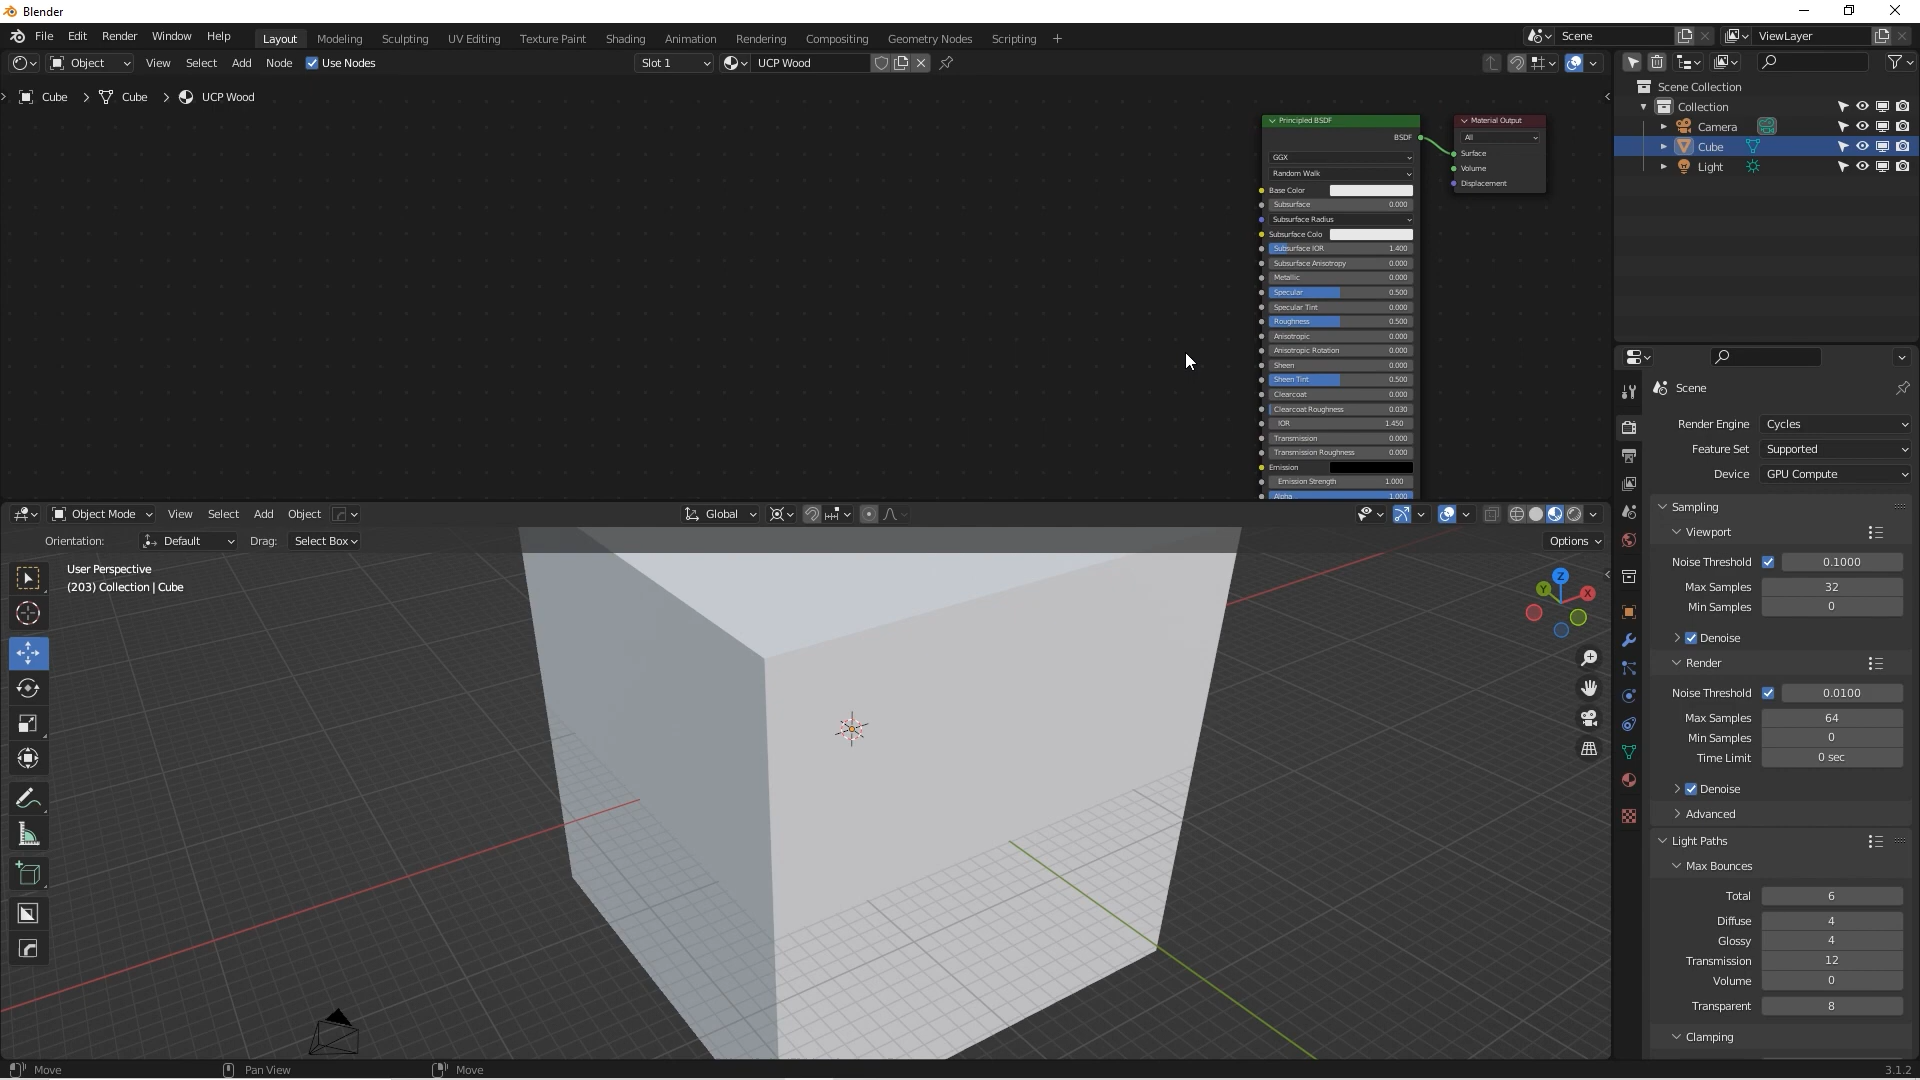 Blender
File Edit Render Window Help Layout Modeling Sculpting UV Editing Texture Paint Shading Animation Rendering Compositing Geometry Nodes Scripting + Scene ViewLayer
Object View Select Add Node Use Nodes Slot 1 UCP Wood
Cube > Cube > UCP Wood
Scene Collection
Collection
Camera
Cube
Light
Principled BSDF
BSDF
GGX
Random Walk
Base Color
Subsurface 0.000
Subsurface Radius
Subsurface Colo
Subsurface IOR 1.400
Subsurface Anisotropy 0.000
Metallic 0.000
Specular 0.500
Specular Tint 0.000
Roughness 0.500
Anisotropic 0.000
Anisotropic Rotation 0.000
Sheen 0.000
Sheen Tint 0.500
Clearcoat 0.000
Clearcoat Roughness 0.030
IOR 1.450
Transmission 0.000
Transmission Roughness 0.000
Emission
Emission Strength 1.000
Alpha 1.000
Material Output
All
Surface
Volume
Displacement
Scene
Render Engine Cycles
Feature Set Supported
Device GPU Compute
Sampling
Viewport
Noise Threshold 0.1000
Max Samples 32
Min Samples 0
Denoise
Render
Noise Threshold 0.0100
Max Samples 64
Min Samples 0
Time Limit 0 sec
Denoise
Advanced
Light Paths
Max Bounces
Total 6
Diffuse 4
Glossy 4
Transmission 12
Volume 0
Transparent 8
Clamping
Object Mode View Select Add Object Global
Orientation: Default Drag: Select Box Options
User Perspective
(203) Collection | Cube
Z
Y
X
Move Pan View Move 3.1.2